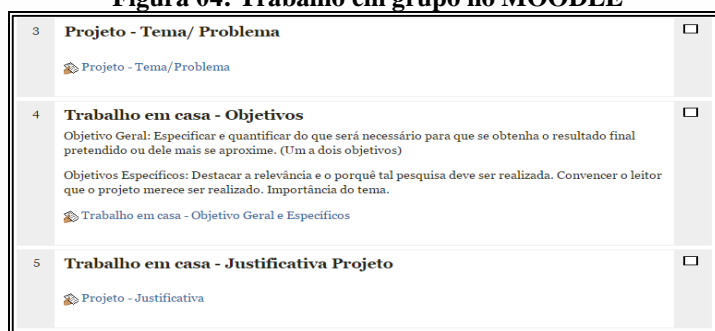 Figura 04: Trabalho em grupo no MOODLE
3 Projeto - Tema/ Problema
Projeto - Tema/Problema
4 Trabalho em casa - Objetivos
Objetivo Geral: Especificar e quantificar do que será necessário para que se obtenha o resultado final
pretendido ou dele mais se aproxime. (Um a dois objetivos)
Objetivos Específicos: Destacar a relevância e o porquê tal pesquisa deve ser realizada. Convencer o leitor
que o projeto merece ser realizado. Importância do tema.
Trabalho em casa - Objetivo Geral e Específicos
5 Trabalho em casa - Justificativa Projeto
Projeto - Justificativa